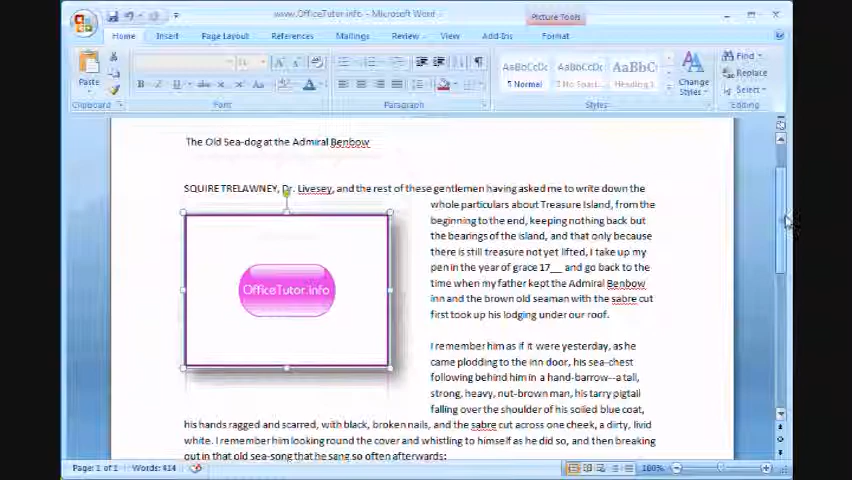 www.OfficeTutor.info - Microsoft Word
Picture Tools
Home Insert Page Layout References Mailings Review View Add-Ins Format
Paste
Clipboard Font Paragraph Styles Editing
AaBbCcDc AaBbCcDc AaBbC
¶ Normal ¶ No Spaci... Heading 1
Change
Styles
Find
Replace
Select
The Old Sea-dog at the Admiral Benbow
SQUIRE TRELAWNEY, Dr. Livesey, and the rest of these gentlemen having asked me to write down the
whole particulars about Treasure Island, from the
beginning to the end, keeping nothing back but
the bearings of the island, and that only because
there is still treasure not yet lifted, I take up my
pen in the year of grace 17__ and go back to the
time when my father kept the Admiral Benbow
inn and the brown old seaman with the sabre cut
first took up his lodging under our roof.
OfficeTutor.info
I remember him as if it were yesterday, as he
came plodding to the inn door, his sea-chest
following behind him in a hand-barrow--a tall,
strong, heavy, nut-brown man, his tarry pigtail
falling over the shoulder of his soiled blue coat,
his hands ragged and scarred, with black, broken nails, and the sabre cut across one cheek, a dirty, livid
white. I remember him looking round the cover and whistling to himself as he did so, and then breaking
out in that old sea-song that he sang so often afterwards:
Page: 1 of 1 Words: 414
100%